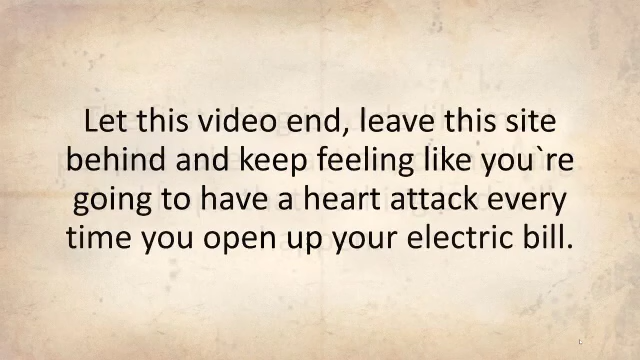 Let this video end, leave this site
behind and keep feeling like you`re
going to have a heart attack every
time you open up your electric bill.